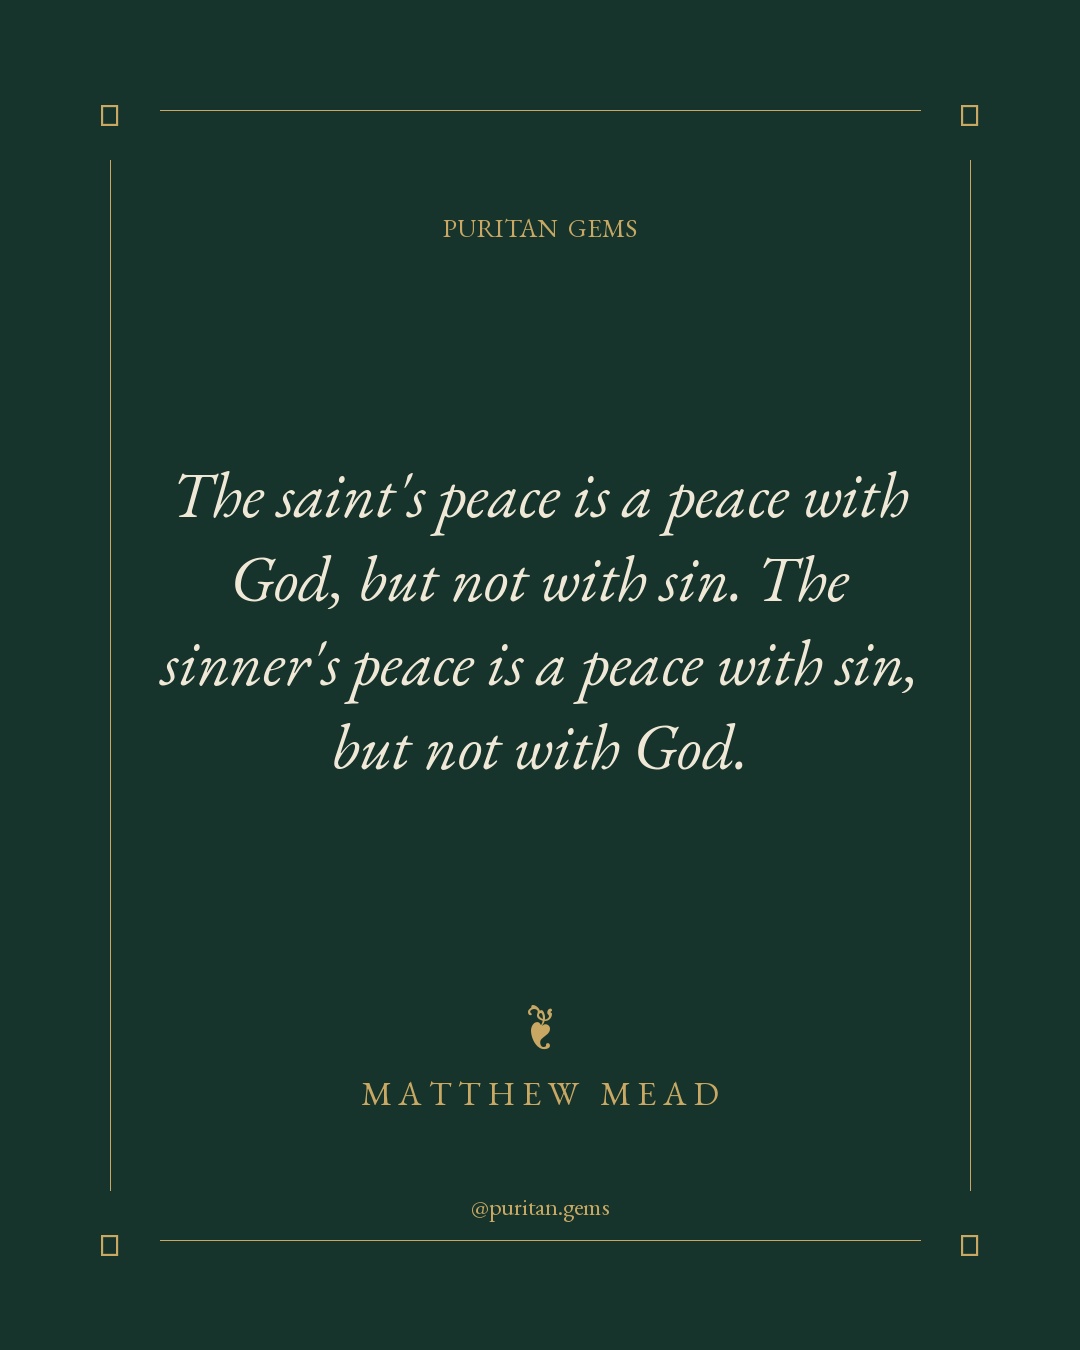 PURITAN GEMS
The saint's peace is a peace with
God, but not with sin. The
sinner's peace is a peace with sin,
but not with God.
❦
MATTHEW MEAD
@puritan.gems